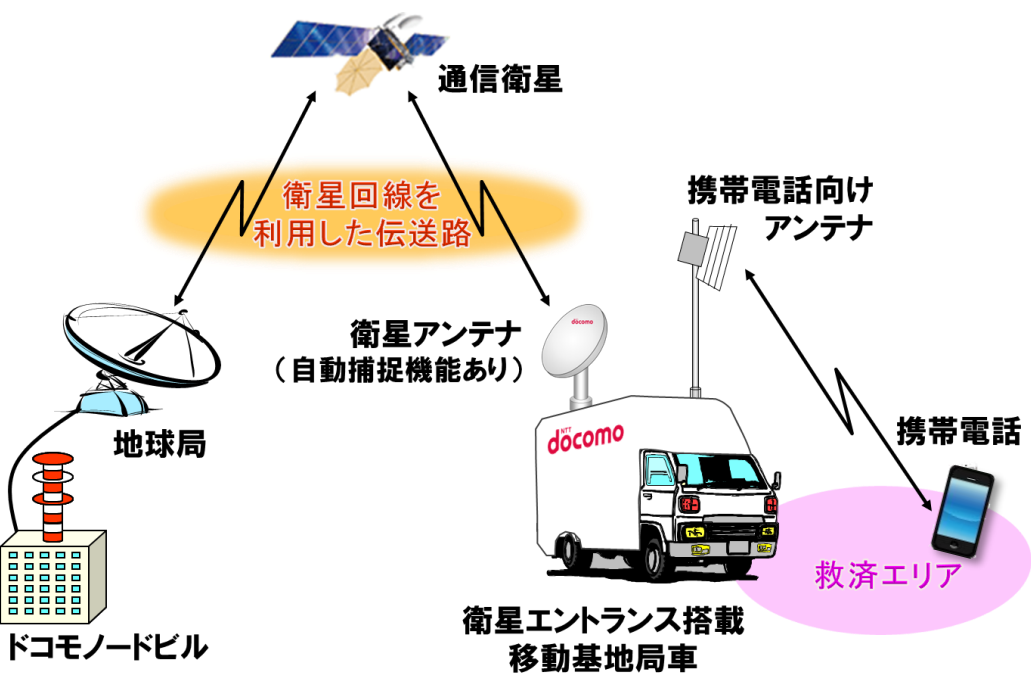 通信衛星
衛星回線を
利用した伝送路
携帯電話向け
アンテナ
docomo
衛星アンテナ
（自動捕捉機能あり）
地球局
NTT
docomo
携帯電話
救済エリア
衛星エントランス搭載
移動基地局車
ドコモノードビル